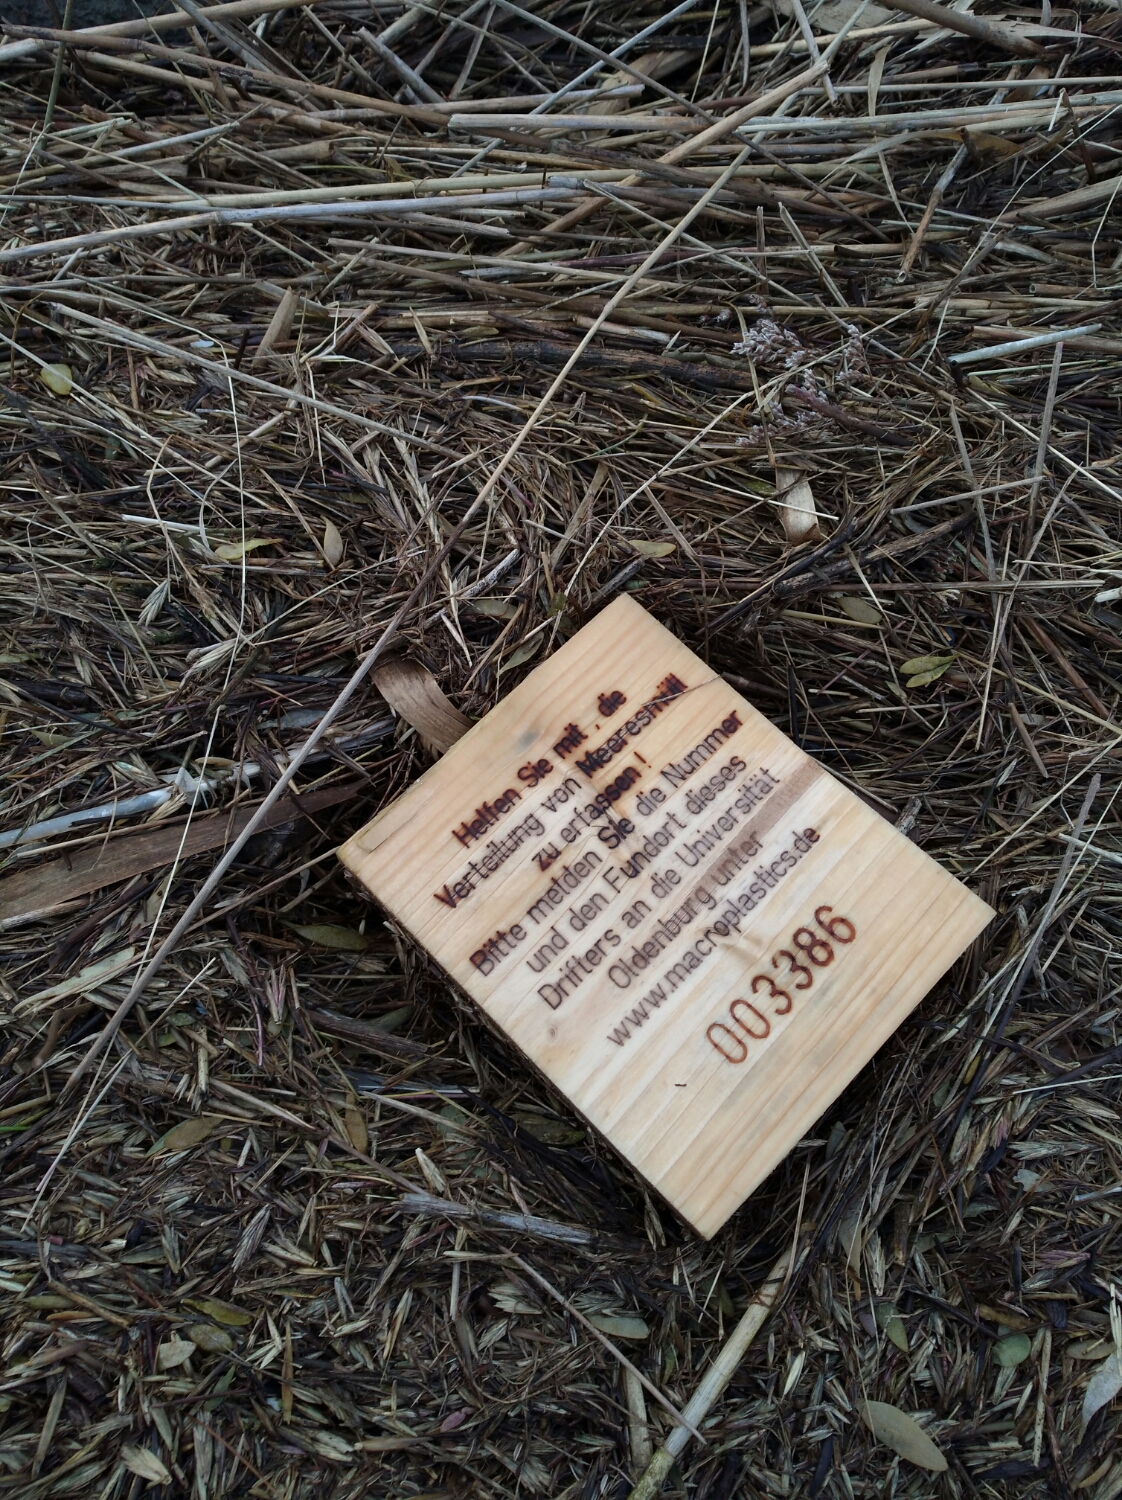 Helfen Sie mit , die
Verteilung von Meeresmüll
zu erfassen !
Bitte melden Sie die Nummer
und den Fundort dieses
Drifters an die Universität
Oldenburg unter
www.macroplastics.de
003386